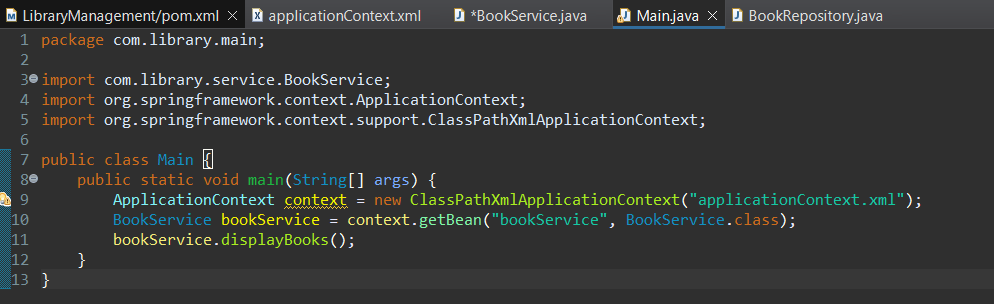 LibraryManagement/pom.xml applicationContext.xml *BookService.java Main.java BookRepository.java
1 package com.library.main;
2
3 import com.library.service.BookService;
4 import org.springframework.context.ApplicationContext;
5 import org.springframework.context.support.ClassPathXmlApplicationContext;
6
7 public class Main {
8 public static void main(String[] args) {
9 ApplicationContext context = new ClassPathXmlApplicationContext("applicationContext.xml");
10 BookService bookService = context.getBean("bookService", BookService.class);
11 bookService.displayBooks();
12 }
13 }